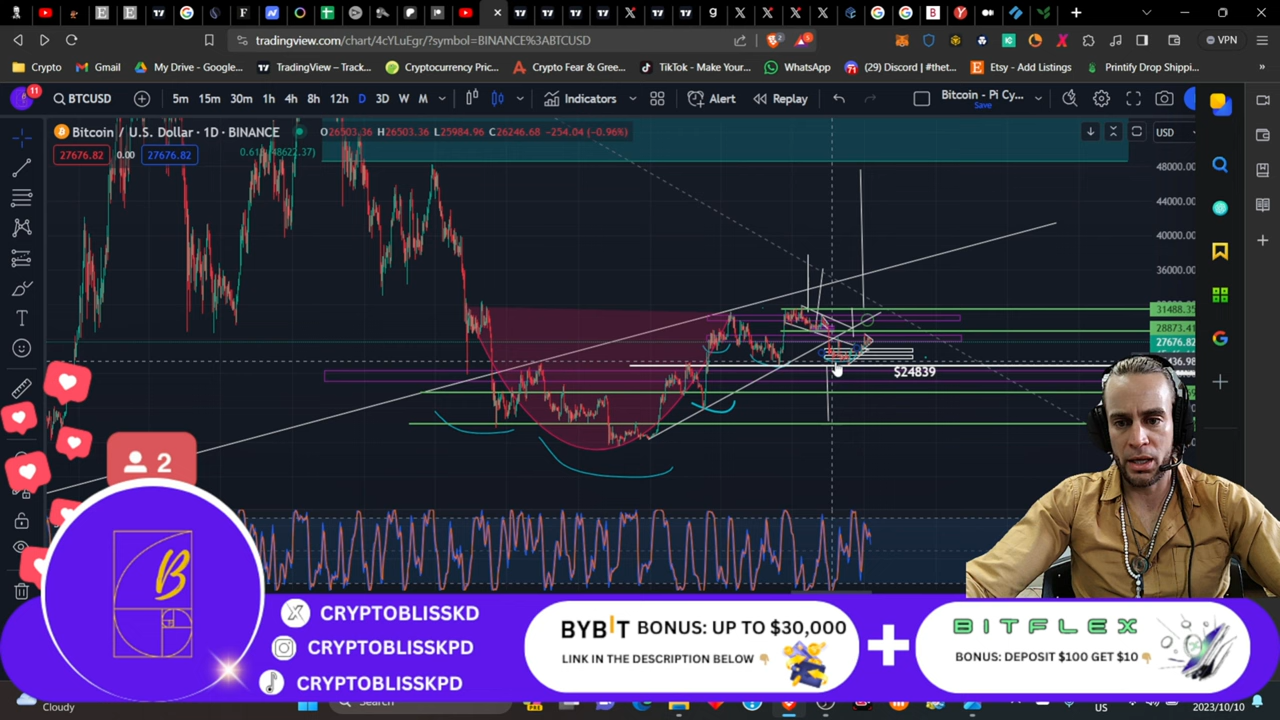 tradingview.com/chart/4cYLuEgr/?symbol=BINANCE%3ABTCUSD
VPN
Crypto
Gmail
My Drive - Google...
TradingView – Track...
Cryptocurrency Pric...
Crypto Fear & Gree...
TikTok - Make Your...
WhatsApp
(29) Discord | #thet...
Etsy - Add Listings
Printify Drop Shippi...
11
BTCUSD
5m 15m 30m 1h 4h 8h 12h D 3D W M
Indicators
Alert
Replay
Bitcoin - Pi Cy...
Save
Bitcoin / U.S. Dollar · 1D · BINANCE
O26503.36 H26503.36 L25984.96 C26246.68 -254.04 (-0.96%)
USD
27676.82 0.00 27676.82
48000.00
44000.00
40000.00
36000.00
31488.35
28873.41
27676.82
$24839
2
B
CRYPTOBLISSKD
CRYPTOBLISSKPD
CRYPTOBLISSKPD
BYBIT BONUS: UP TO $30,000
LINK IN THE DESCRIPTION BELOW
+
BITFLEX
BONUS: DEPOSIT $100 GET $10
Cloudy
Search
US
2023/10/10